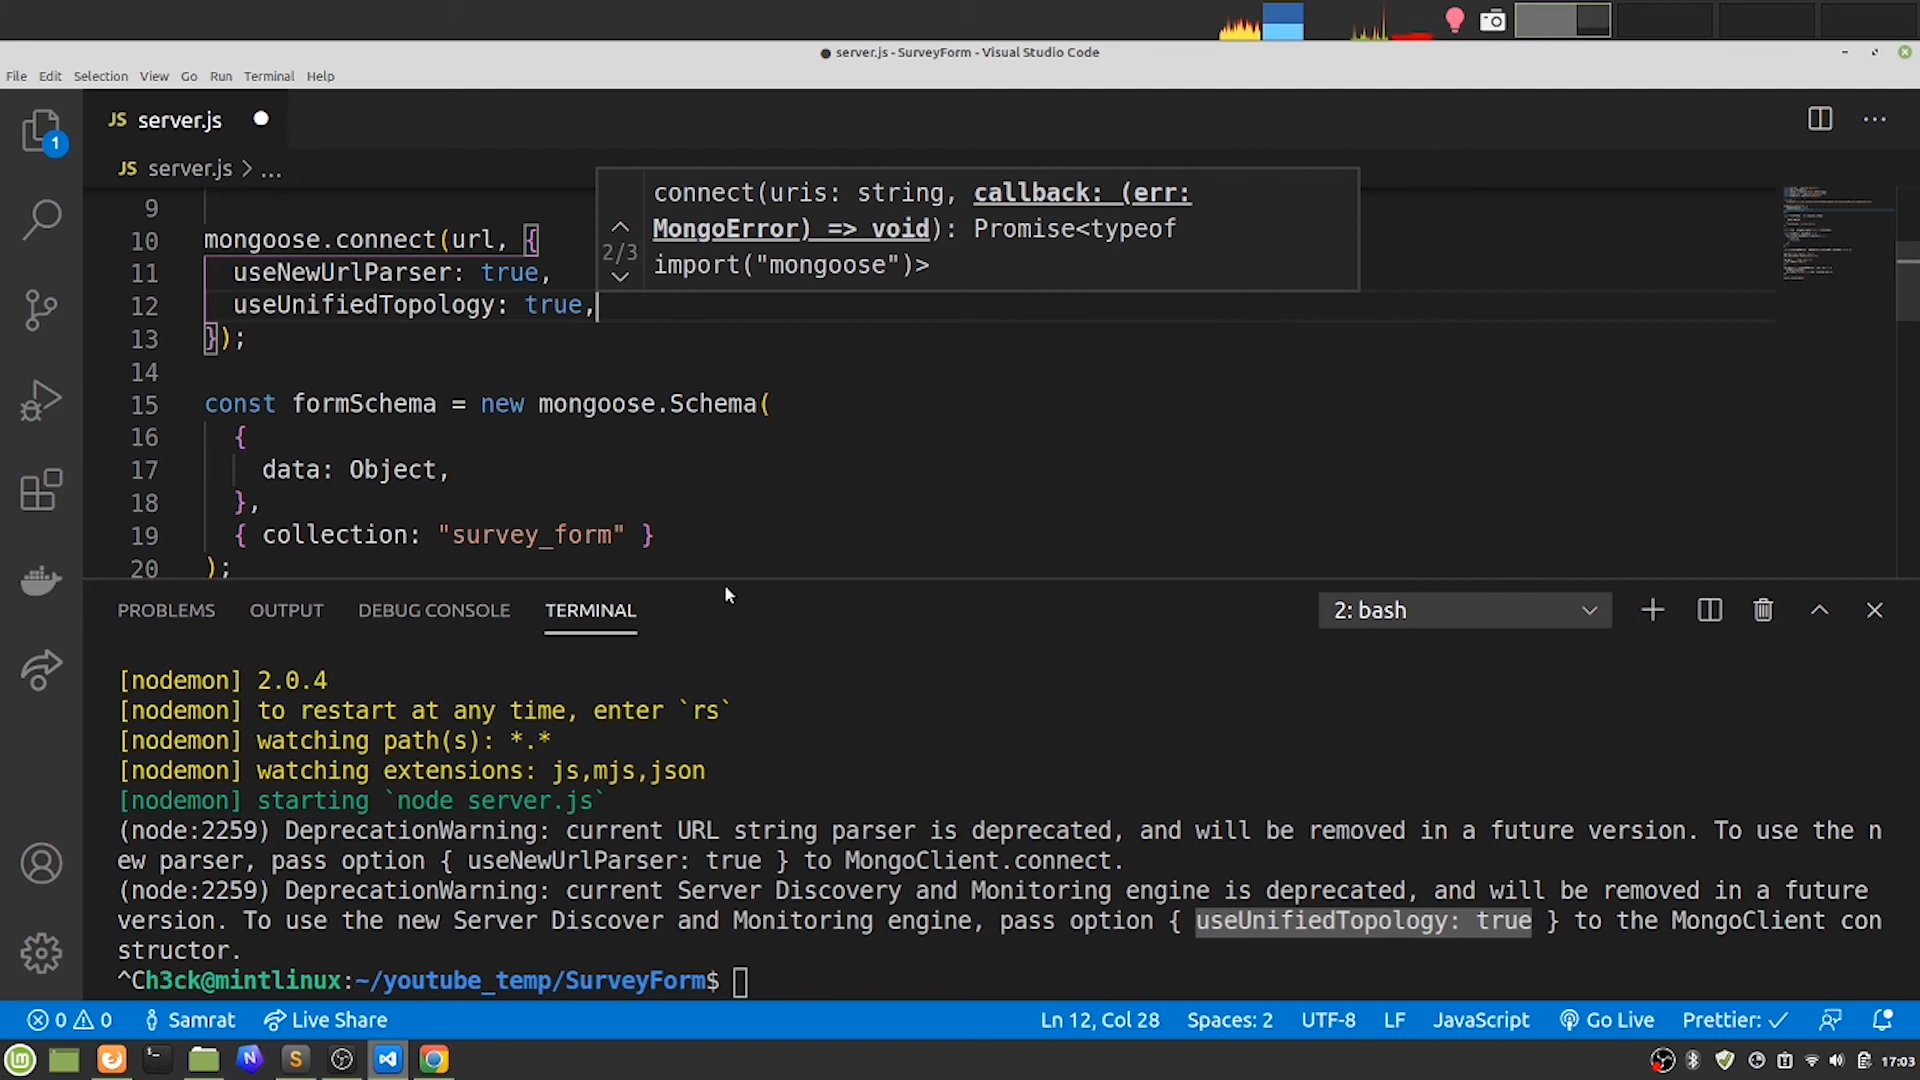 server.js - SurveyForm - Visual Studio Code
File Edit Selection View Go Run Terminal Help
1
JS server.js
JS server.js > ...
connect(uris: string, callback: (err:
MongoError) => void): Promise<typeof
import("mongoose")>
2/3
9
10 mongoose.connect(url, {
11 useNewUrlParser: true,
12 useUnifiedTopology: true,
13 });
14
15 const formSchema = new mongoose.Schema(
16 {
17 data: Object,
18 },
19 { collection: "survey_form" }
20 );
PROBLEMS OUTPUT DEBUG CONSOLE TERMINAL 2: bash
[nodemon] 2.0.4
[nodemon] to restart at any time, enter `rs`
[nodemon] watching path(s): *.*
[nodemon] watching extensions: js,mjs,json
[nodemon] starting `node server.js`
(node:2259) DeprecationWarning: current URL string parser is deprecated, and will be removed in a future version. To use the n
ew parser, pass option { useNewUrlParser: true } to MongoClient.connect.
(node:2259) DeprecationWarning: current Server Discovery and Monitoring engine is deprecated, and will be removed in a future
version. To use the new Server Discover and Monitoring engine, pass option { useUnifiedTopology: true } to the MongoClient con
structor.
^Ch3ck@mintlinux:~/youtube_temp/SurveyForm$
0 0 Samrat Live Share Ln 12, Col 28 Spaces: 2 UTF-8 LF JavaScript Go Live Prettier: ✓
17:03